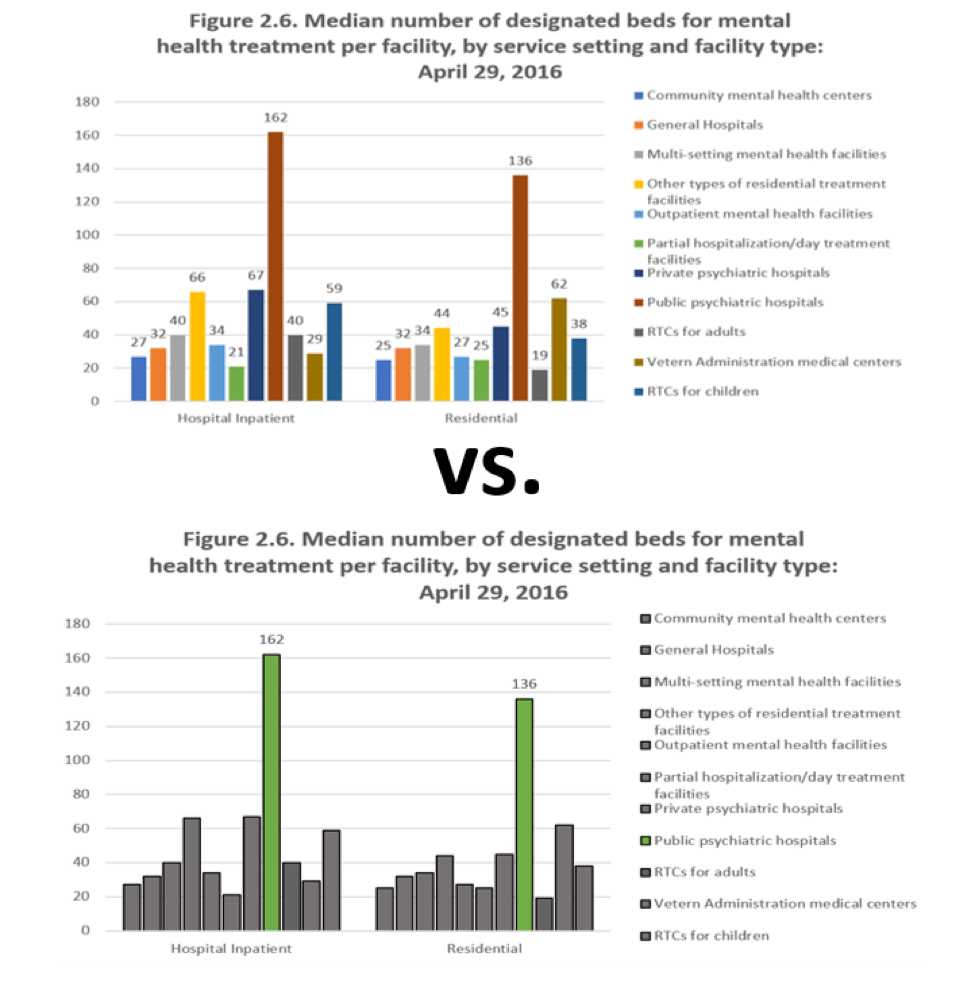 Figure 2.6. Median number of designated beds for mental
health treatment per facility, by service setting and facility type:
April 29, 2016
180
160
140
120
100
80
60
40
20
0
27
32
40
66
34
21
67
162
40
29
59
25
32
34
44
27
25
45
136
19
62
38
Hospital Inpatient
Residential
Community mental health centers
General Hospitals
Multi-setting mental health facilities
Other types of residential treatment
facilities
Outpatient mental health facilities
Partial hospitalization/day treatment
facilities
Private psychiatric hospitals
Public psychiatric hospitals
RTCs for adults
Vetern Administration medical centers
RTCs for children
vs.
Figure 2.6. Median number of designated beds for mental
health treatment per facility, by service setting and facility type:
April 29, 2016
180
160
140
120
100
80
60
40
20
0
162
136
Hospital Inpatient
Residential
Community mental health centers
General Hospitals
Multi-setting mental health facilities
Other types of residential treatment
facilities
Outpatient mental health facilities
Partial hospitalization/day treatment
facilities
Private psychiatric hospitals
Public psychiatric hospitals
RTCs for adults
Vetern Administration medical centers
RTCs for children